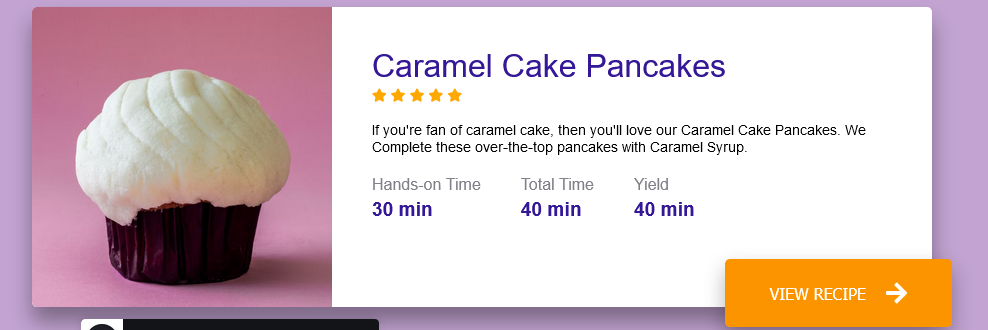 Caramel Cake Pancakes
If you're fan of caramel cake, then you'll love our Caramel Cake Pancakes. We
Complete these over-the-top pancakes with Caramel Syrup.
Hands-on Time Total Time Yield
30 min 40 min 40 min
VIEW RECIPE